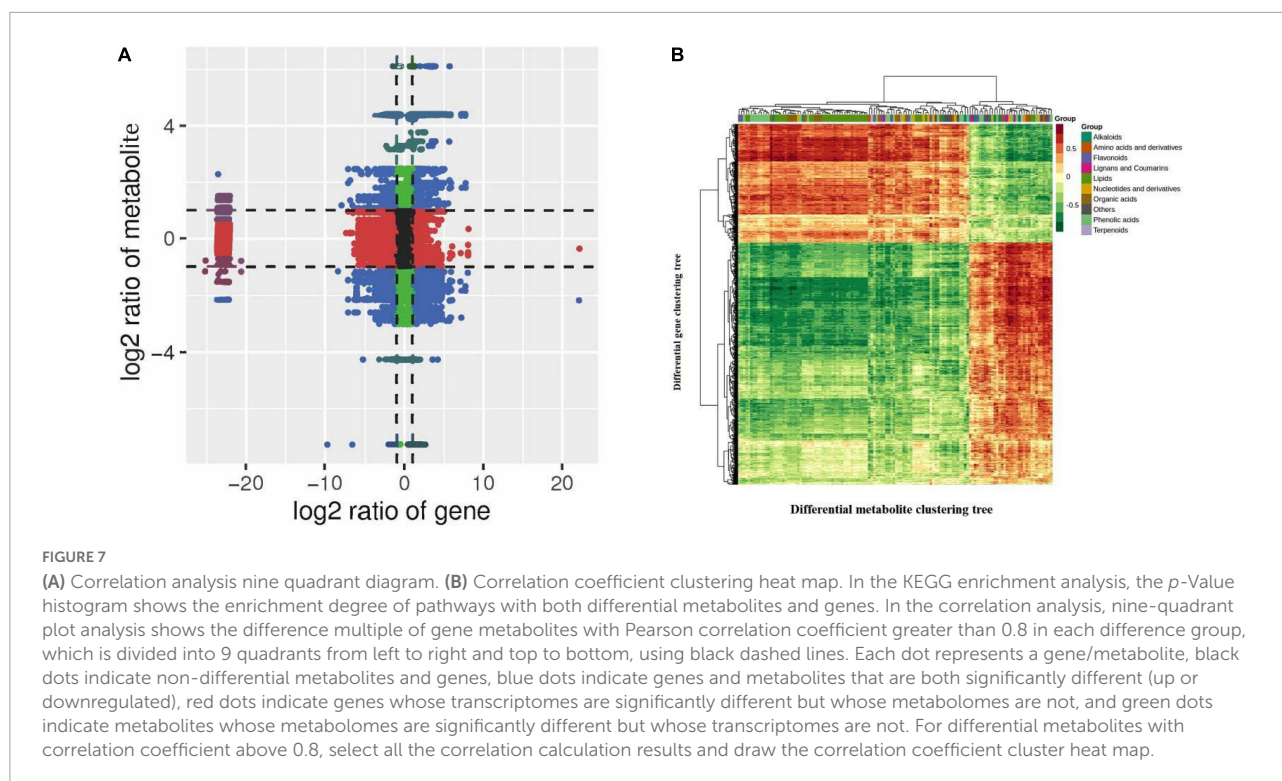 A
4
0
−4
log2 ratio of metabolite
−20
−10
0
10
20
log2 ratio of gene
B
Differential gene clustering tree
Group
0.5
0
-0.5
Group
Alkaloids
Amino acids and derivatives
Flavonoids
Lignans and Coumarins
Lipids
Nucleotides and derivatives
Organic acids
Others
Phenolic acids
Terpenoids
Differential metabolite clustering tree
FIGURE 7
(A) Correlation analysis nine quadrant diagram. (B) Correlation coefficient clustering heat map. In the KEGG enrichment analysis, the p-Value
histogram shows the enrichment degree of pathways with both differential metabolites and genes. In the correlation analysis, nine-quadrant
plot analysis shows the difference multiple of gene metabolites with Pearson correlation coefficient greater than 0.8 in each difference group,
which is divided into 9 quadrants from left to right and top to bottom, using black dashed lines. Each dot represents a gene/metabolite, black
dots indicate non-differential metabolites and genes, blue dots indicate genes and metabolites that are both significantly different (up or
downregulated), red dots indicate genes whose transcriptomes are significantly different but whose metabolomes are not, and green dots
indicate metabolites whose metabolomes are significantly different but whose transcriptomes are not. For differential metabolites with
correlation coefficient above 0.8, select all the correlation calculation results and draw the correlation coefficient cluster heat map.